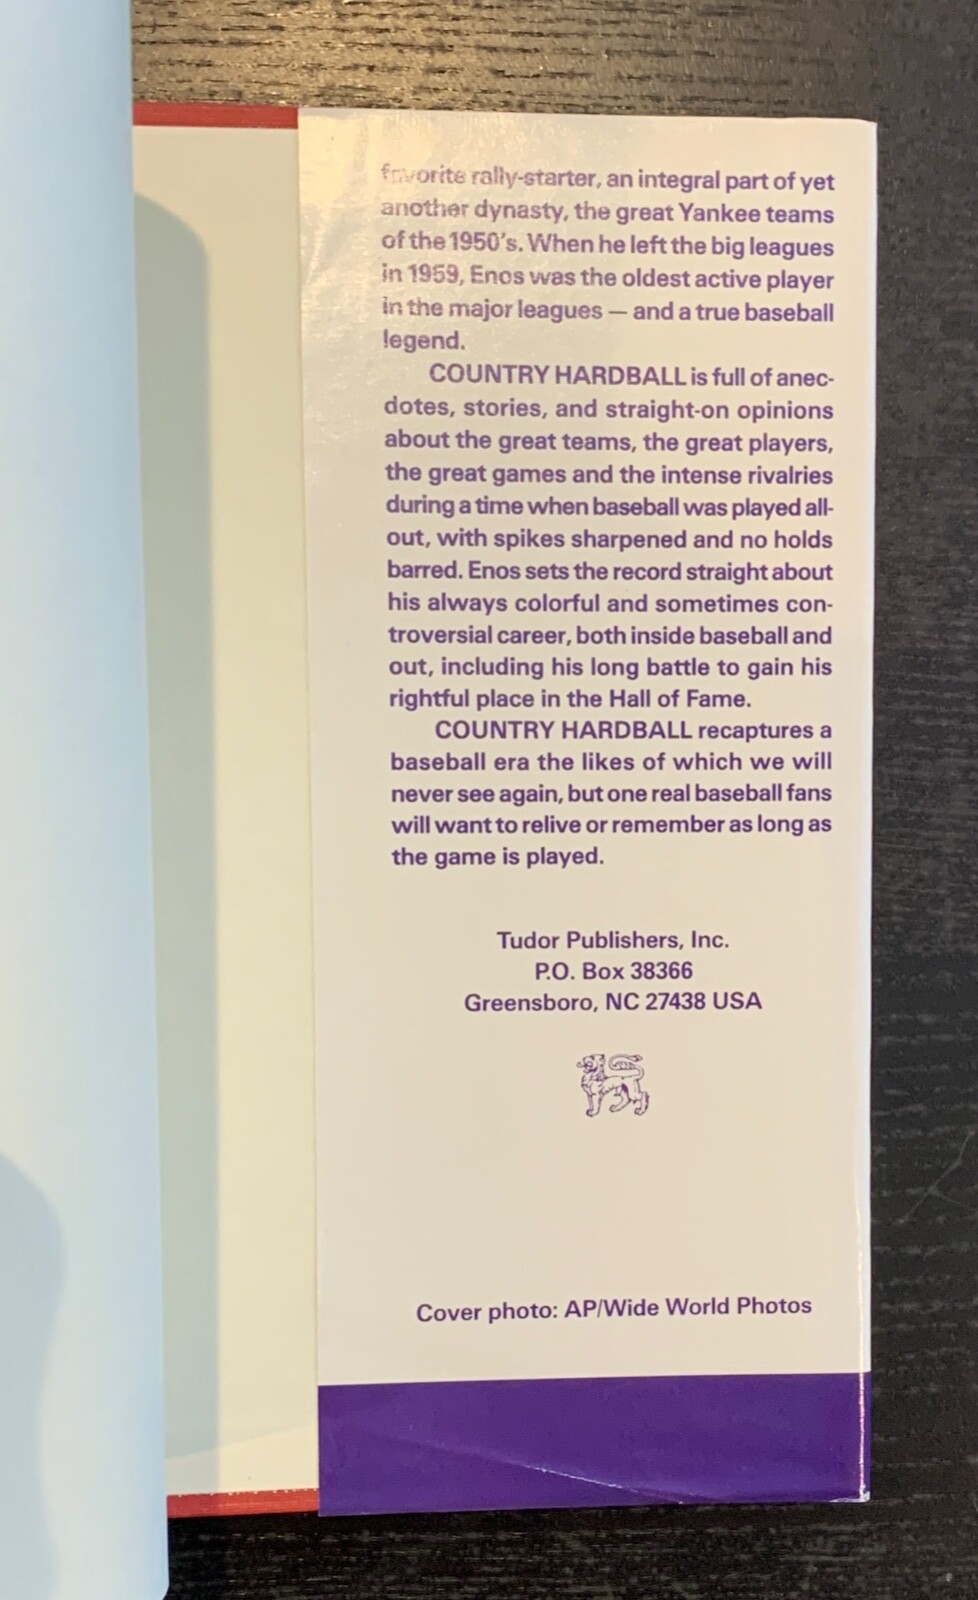 favorite rally-starter, an integral part of yet
another dynasty, the great Yankee teams
of the 1950's. When he left the big leagues
in 1959, Enos was the oldest active player
in the major leagues — and a true baseball
legend.
COUNTRY HARDBALL is full of anec-
dotes, stories, and straight-on opinions
about the great teams, the great players,
the great games and the intense rivalries
during a time when baseball was played all-
out, with spikes sharpened and no holds
barred. Enos sets the record straight about
his always colorful and sometimes con-
troversial career, both inside baseball and
out, including his long battle to gain his
rightful place in the Hall of Fame.
COUNTRY HARDBALL recaptures a
baseball era the likes of which we will
never see again, but one real baseball fans
will want to relive or remember as long as
the game is played.
Tudor Publishers, Inc.
P.O. Box 38366
Greensboro, NC 27438 USA
Cover photo: AP/Wide World Photos